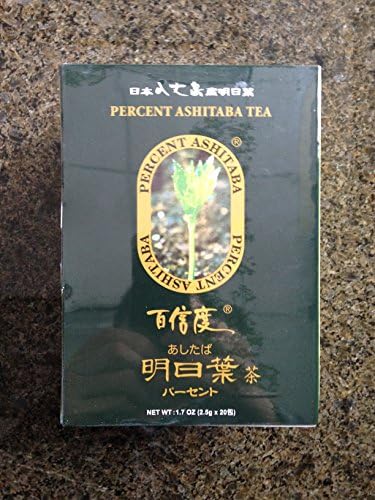 日本八丈島産明日葉
PERCENT ASHITABA TEA
PERCENT ASHITABA ®
PERCENT ASHITABA
百信度®
あしたば
明日葉 茶
パーセント
NET WT: 1.7 OZ (2.5g x 20包)